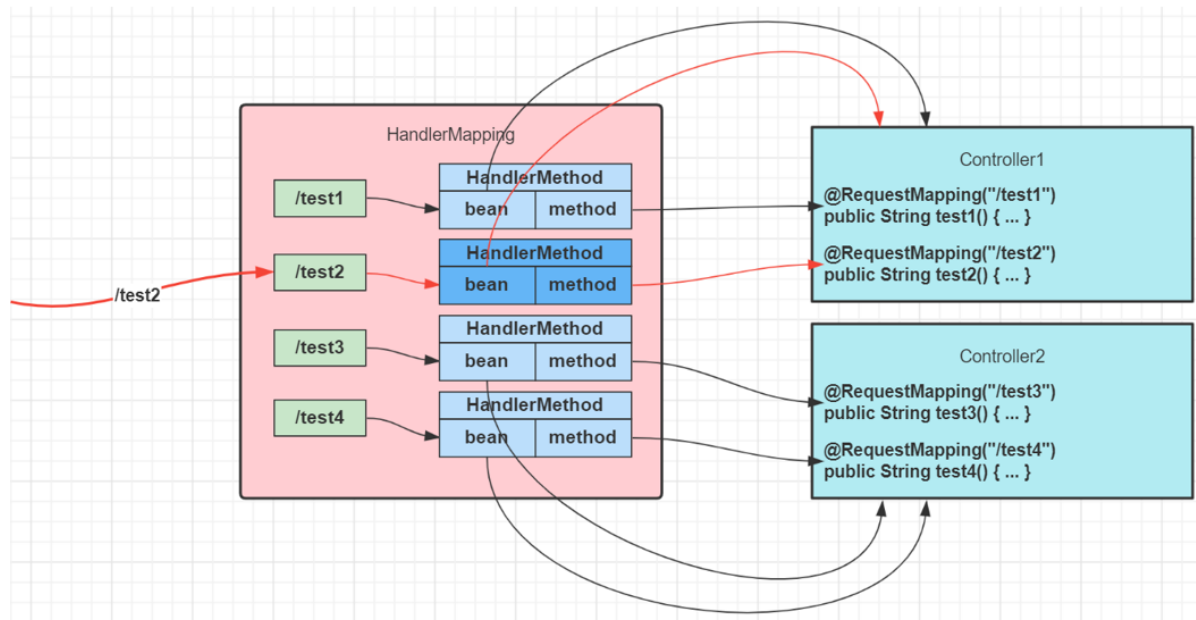 HandlerMapping
/test2
/test1
HandlerMethod
bean method
/test2
HandlerMethod
bean method
/test3
HandlerMethod
bean method
/test4
HandlerMethod
bean method
Controller1
@RequestMapping("/test1")
public String test1() { ... }
@RequestMapping("/test2")
public String test2() { ... }
Controller2
@RequestMapping("/test3")
public String test3() { ... }
@RequestMapping("/test4")
public String test4() { ... }